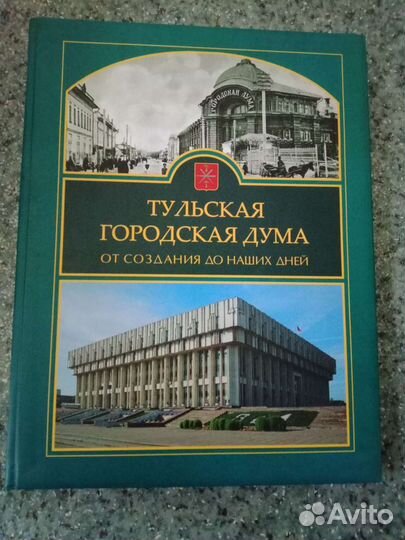 ГОРОДСКАЯ ДУМА
ТУЛЬСКАЯ
ГОРОДСКАЯ ДУМА
ОТ СОЗДАНИЯ ДО НАШИХ ДНЕЙ
Avito